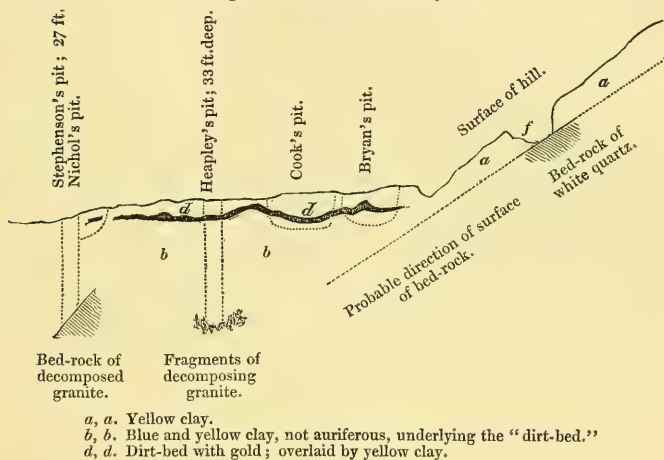 Stephenson's pit; 27 ft.
Nichol's pit.
Heapley's pit; 33 ft.deep.
Cook's pit.
Bryan's pit.
Surface of hill.
a
f
a
Bed-rock of
white quartz.
d
d
b
b
Probable direction of surface
of bed-rock.
Bed-rock of
decomposed
granite.
Fragments of
decomposing
granite.
a, a. Yellow clay.
b, b. Blue and yellow clay, not auriferous, underlying the "dirt-bed."
d, d. Dirt-bed with gold; overlaid by yellow clay.